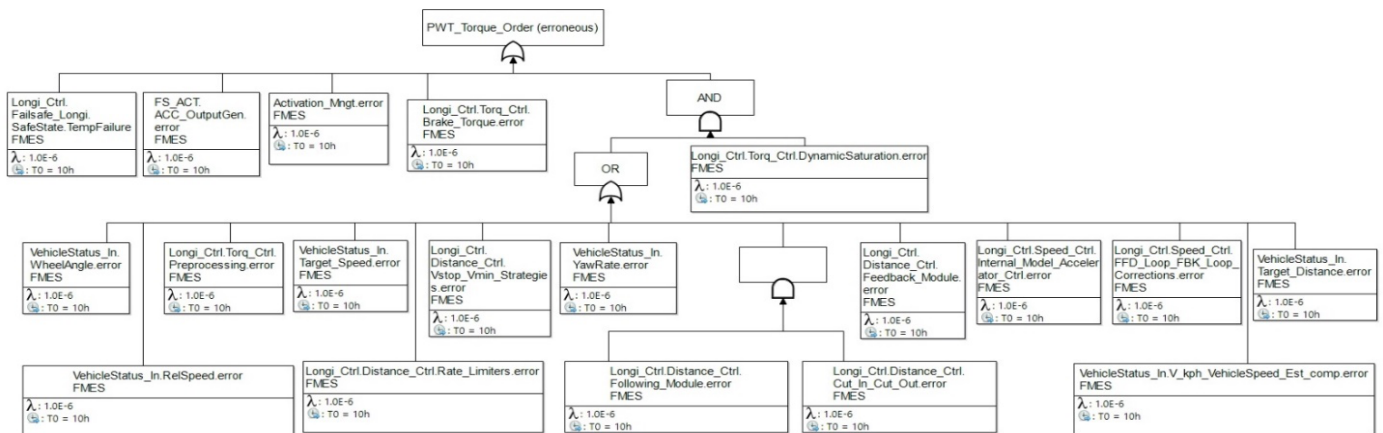 PWT_Torque_Order (erroneous)
Longi_Ctrl.
Failsafe_Longi.
SafeState.TempFailure
FMES
λ: 1.0E-6
: T0 = 10h
FS_ACT.
ACC_OutputGen.
error
FMES
λ: 1.0E-6
: T0 = 10h
Activation_Mngt.error
FMES
λ: 1.0E-6
: T0 = 10h
Longi_Ctrl.Torq_Ctrl.
Brake_Torque.error
FMES
λ: 1.0E-6
: T0 = 10h
AND
OR
Longi_Ctrl.Torq_Ctrl.DynamicSaturation.error
FMES
λ: 1.0E-6
: T0 = 10h
VehicleStatus_In.
WheelAngle.error
FMES
λ: 1.0E-6
: T0 = 10h
Longi_Ctrl.Torq_Ctrl.
Preprocessing.error
FMES
λ: 1.0E-6
: T0 = 10h
VehicleStatus_In.
Target_Speed.error
FMES
λ: 1.0E-6
: T0 = 10h
Longi_Ctrl.
Distance_Ctrl.
Vstop_Vmin_Strategie
s.error
FMES
λ: 1.0E-6
: T0 = 10h
VehicleStatus_In.
YawRate.error
FMES
λ: 1.0E-6
: T0 = 10h
Longi_Ctrl.
Distance_Ctrl.
Feedback_Module.
error
FMES
λ: 1.0E-6
: T0 = 10h
Longi_Ctrl.Speed_Ctrl.
Internal_Model_Acceler
ator_Ctrl.error
FMES
λ: 1.0E-6
: T0 = 10h
Longi_Ctrl.Speed_Ctrl.
FFD_Loop_FBK_Loop_
Corrections.error
FMES
λ: 1.0E-6
: T0 = 10h
VehicleStatus_In.
Target_Distance.error
FMES
λ: 1.0E-6
: T0 = 10h
VehicleStatus_In.RelSpeed.error
FMES
λ: 1.0E-6
: T0 = 10h
Longi_Ctrl.Distance_Ctrl.Rate_Limiters.error
FMES
λ: 1.0E-6
: T0 = 10h
Longi_Ctrl.Distance_Ctrl.
Following_Module.error
FMES
λ: 1.0E-6
: T0 = 10h
Longi_Ctrl.Distance_Ctrl.
Cut_In_Cut_Out.error
FMES
λ: 1.0E-6
: T0 = 10h
VehicleStatus_In.V_kph_VehicleSpeed_Est_comp.error
FMES
λ: 1.0E-6
: T0 = 10h